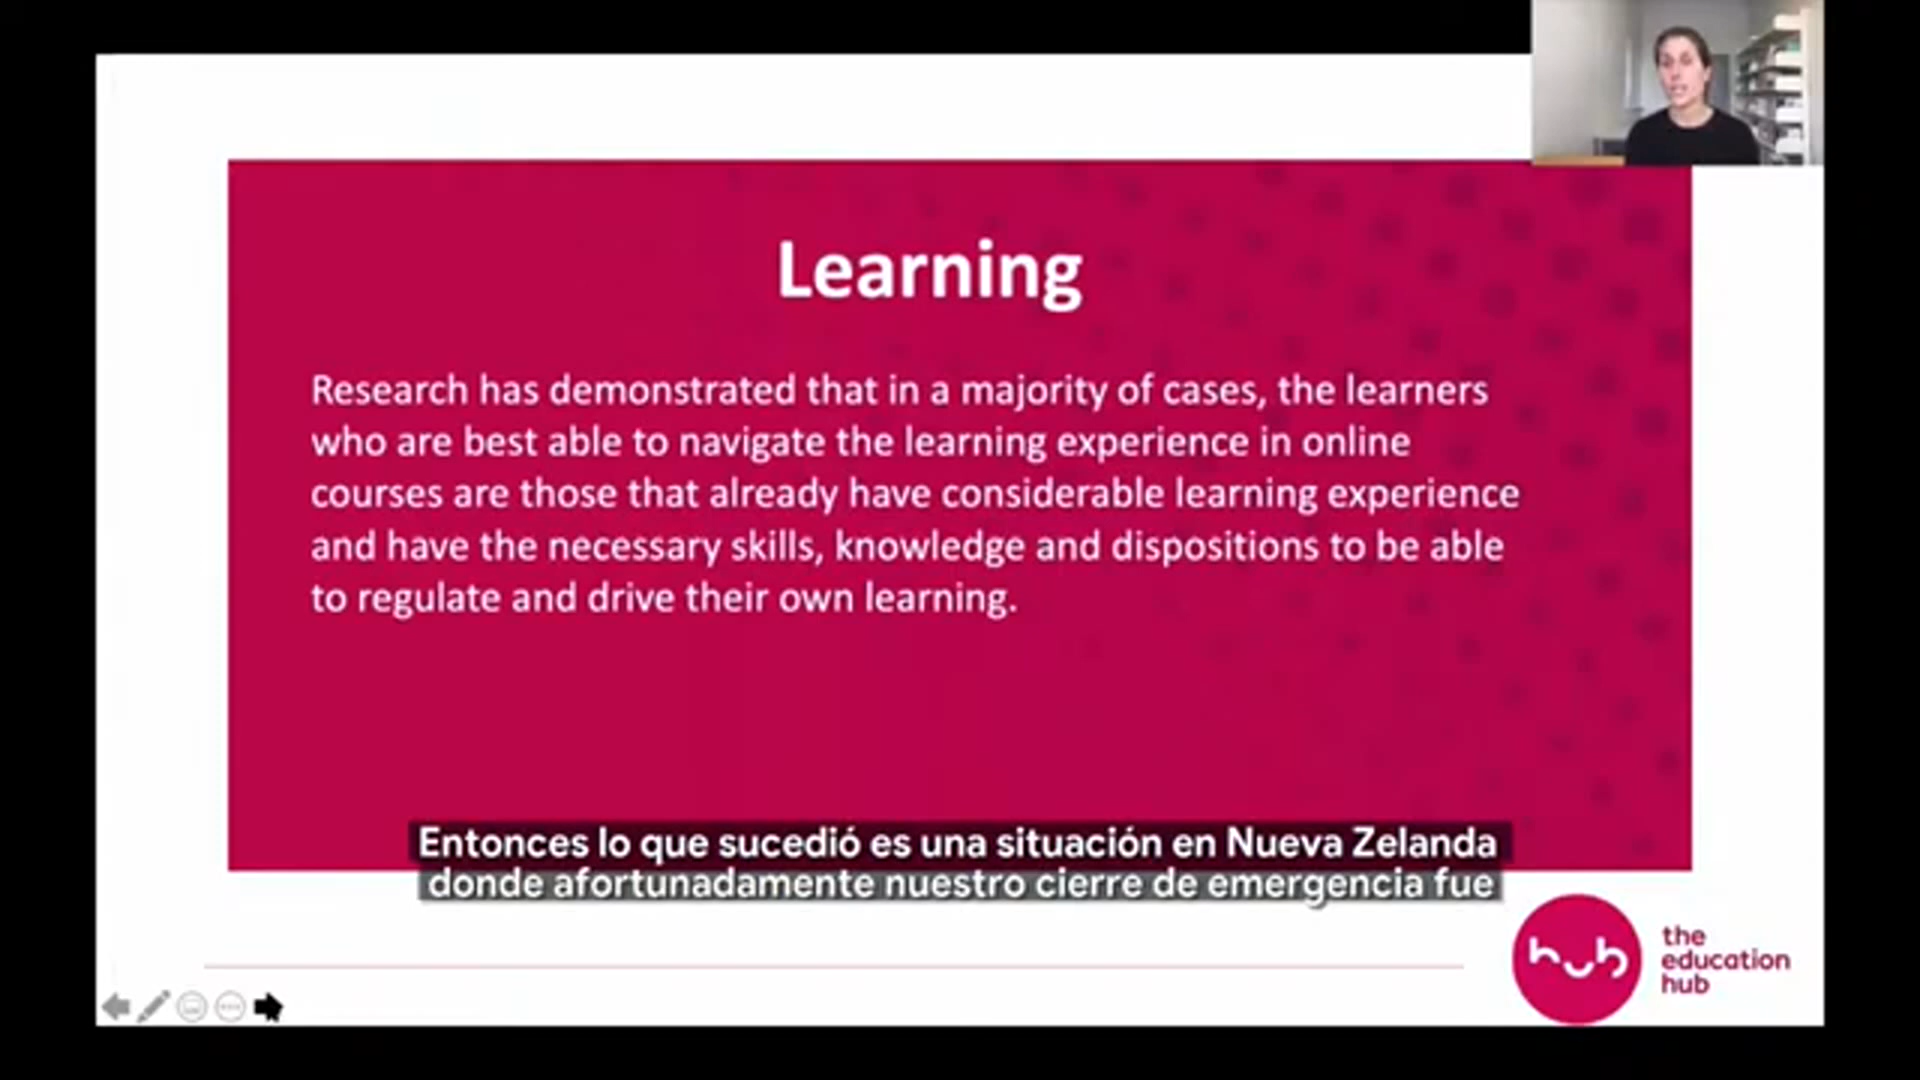 Learning
Research has demonstrated that in a majority of cases, the learners
who are best able to navigate the learning experience in online
courses are those that already have considerable learning experience
and have the necessary skills, knowledge and dispositions to be able
to regulate and drive their own learning.
Entonces lo que sucedió es una situación en Nueva Zelanda
donde afortunadamente nuestro cierre de emergencia fue
hub
the
education
hub